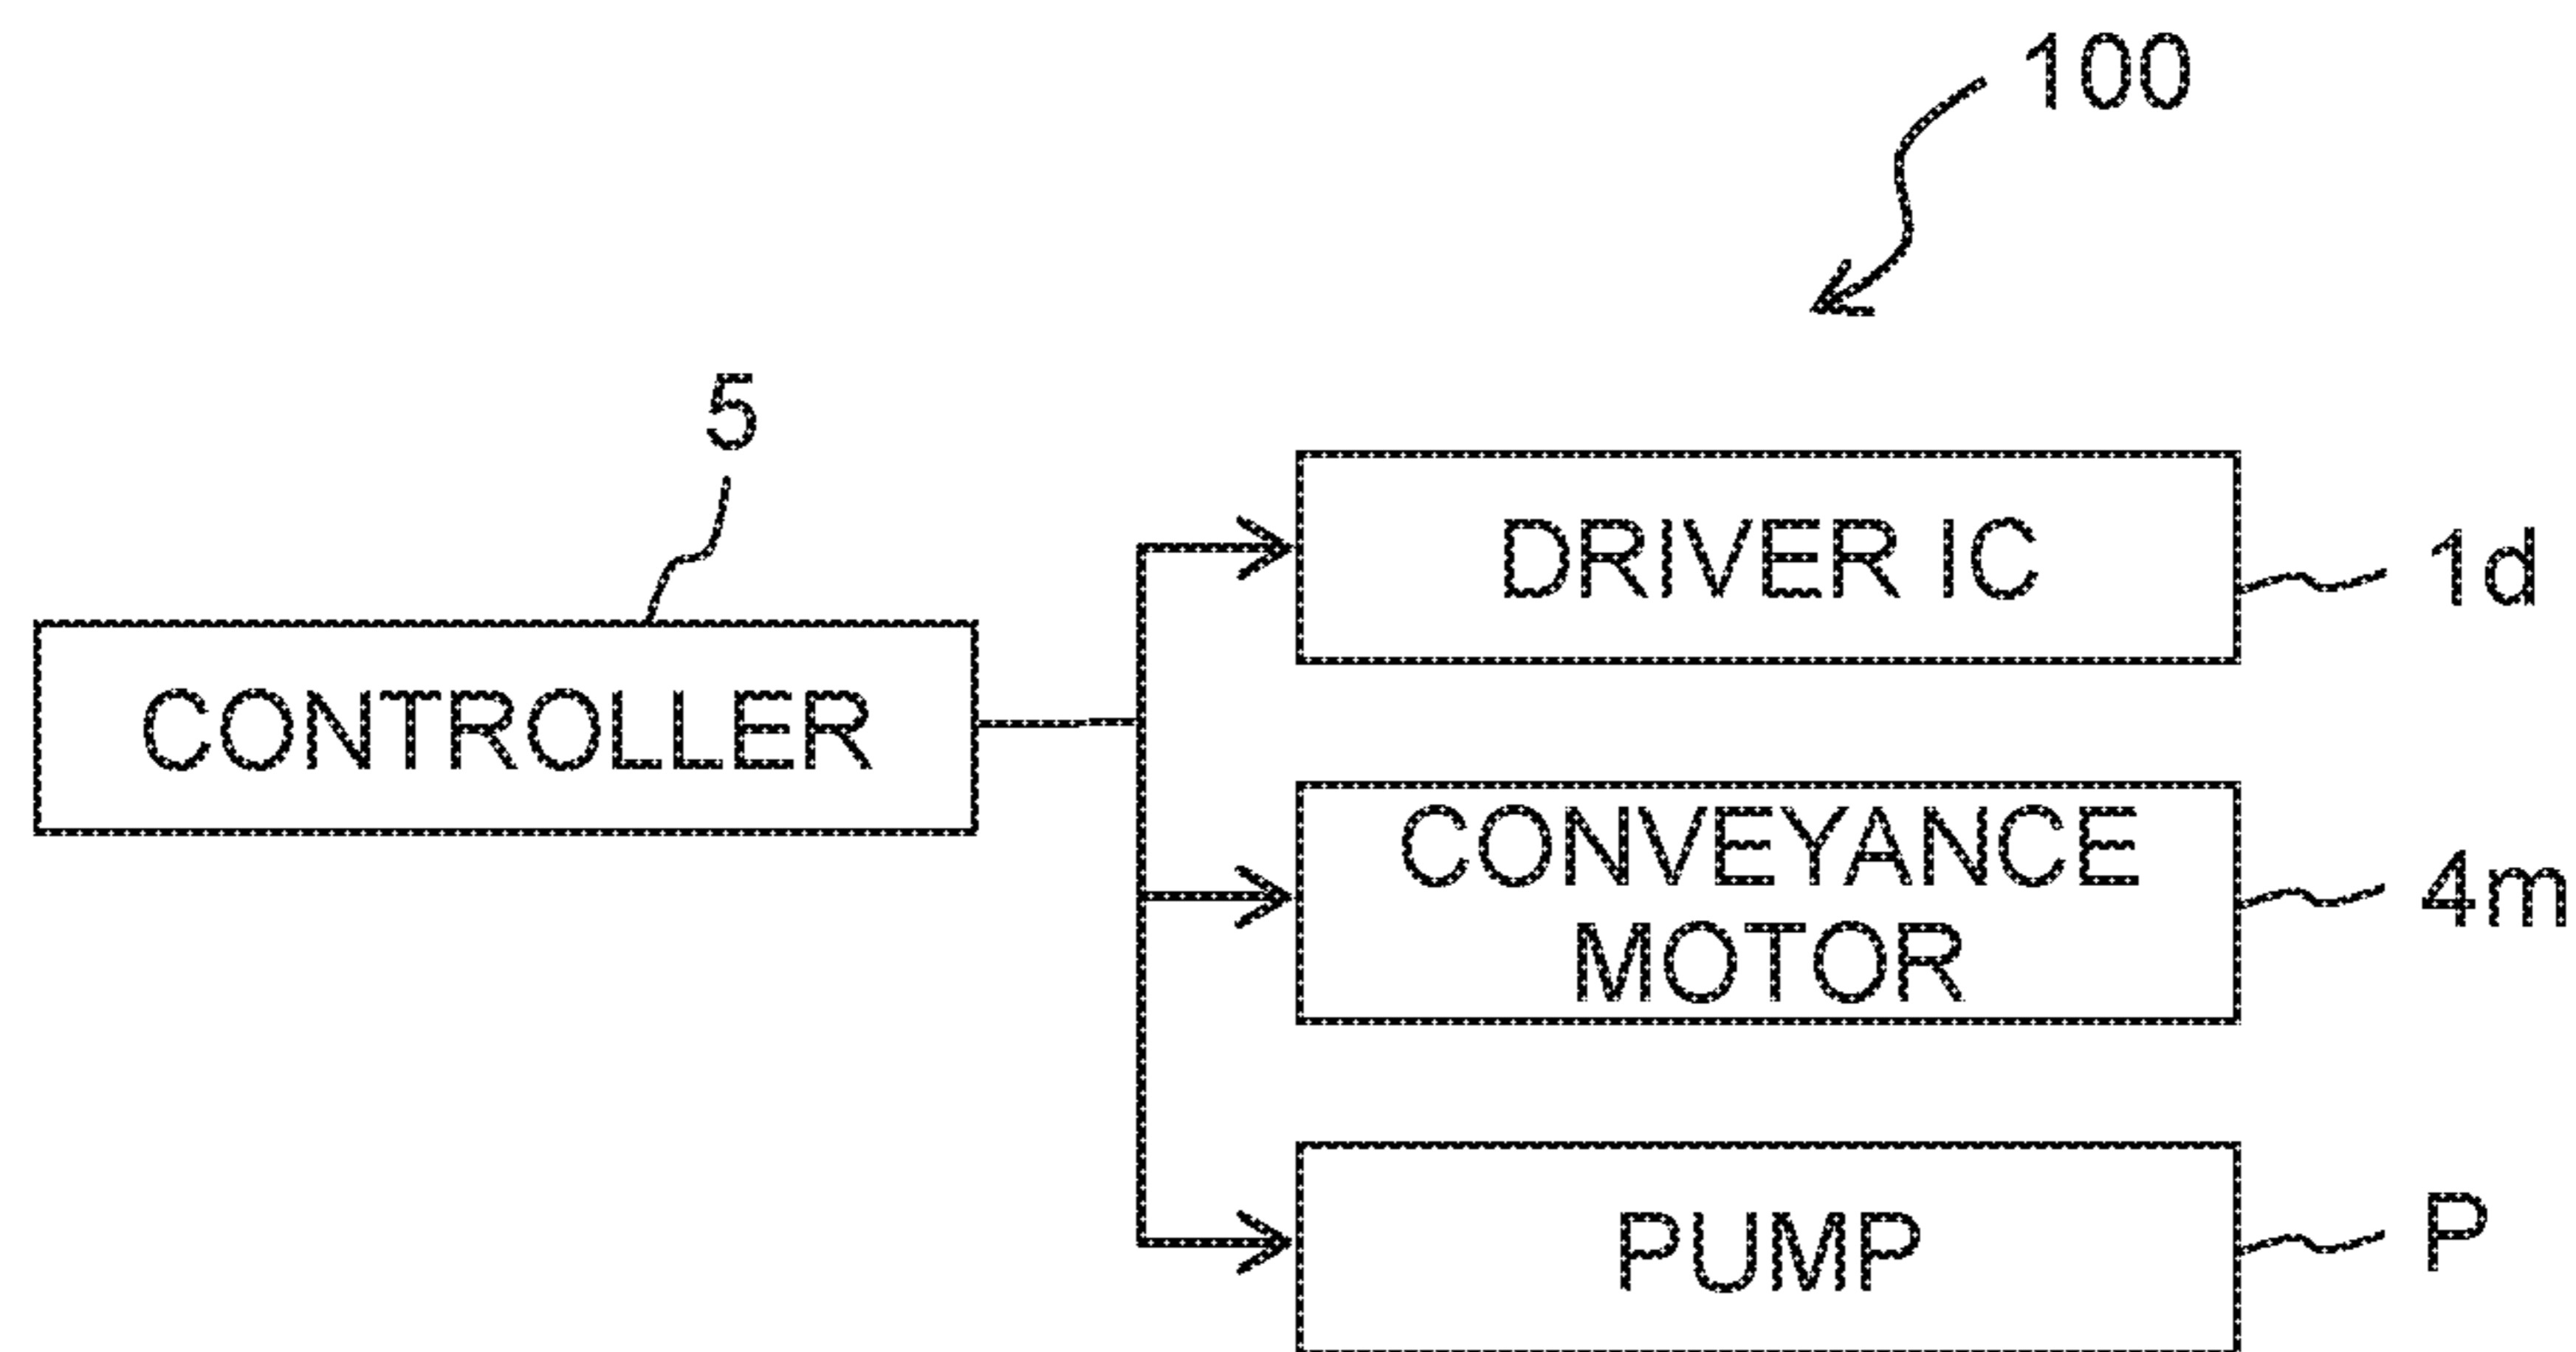 100
5
DRIVER IC
1d
CONTROLLER
CONVEYANCE
MOTOR
4m
PUMP
P